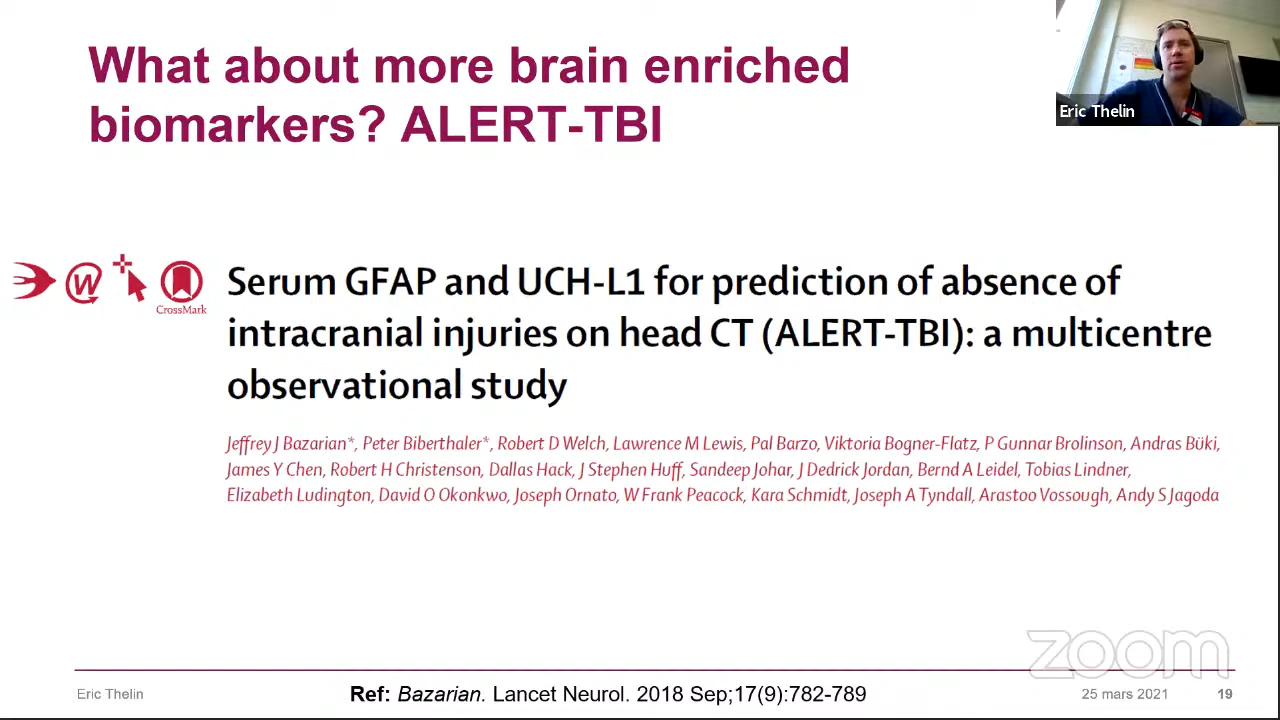 What about more brain enriched
biomarkers? ALERT-TBI
Eric Thelin
W
CrossMark
Serum GFAP and UCH-L1 for prediction of absence of
intracranial injuries on head CT (ALERT-TBI): a multicentre
observational study
Jeffrey J Bazarian*, Peter Biberthaler*, Robert D Welch, Lawrence M Lewis, Pal Barzo, Viktoria Bogner-Flatz, P Gunnar Brolinson, Andras Büki,
James Y Chen, Robert H Christenson, Dallas Hack, J Stephen Huff, Sandeep Johar, J Dedrick Jordan, Bernd A Leidel, Tobias Lindner,
Elizabeth Ludington, David O Okonkwo, Joseph Ornato, W Frank Peacock, Kara Schmidt, Joseph A Tyndall, Arastoo Vossough, Andy S Jagoda
zoom
Eric Thelin
Ref: Bazarian. Lancet Neurol. 2018 Sep;17(9):782-789
25 mars 2021
19